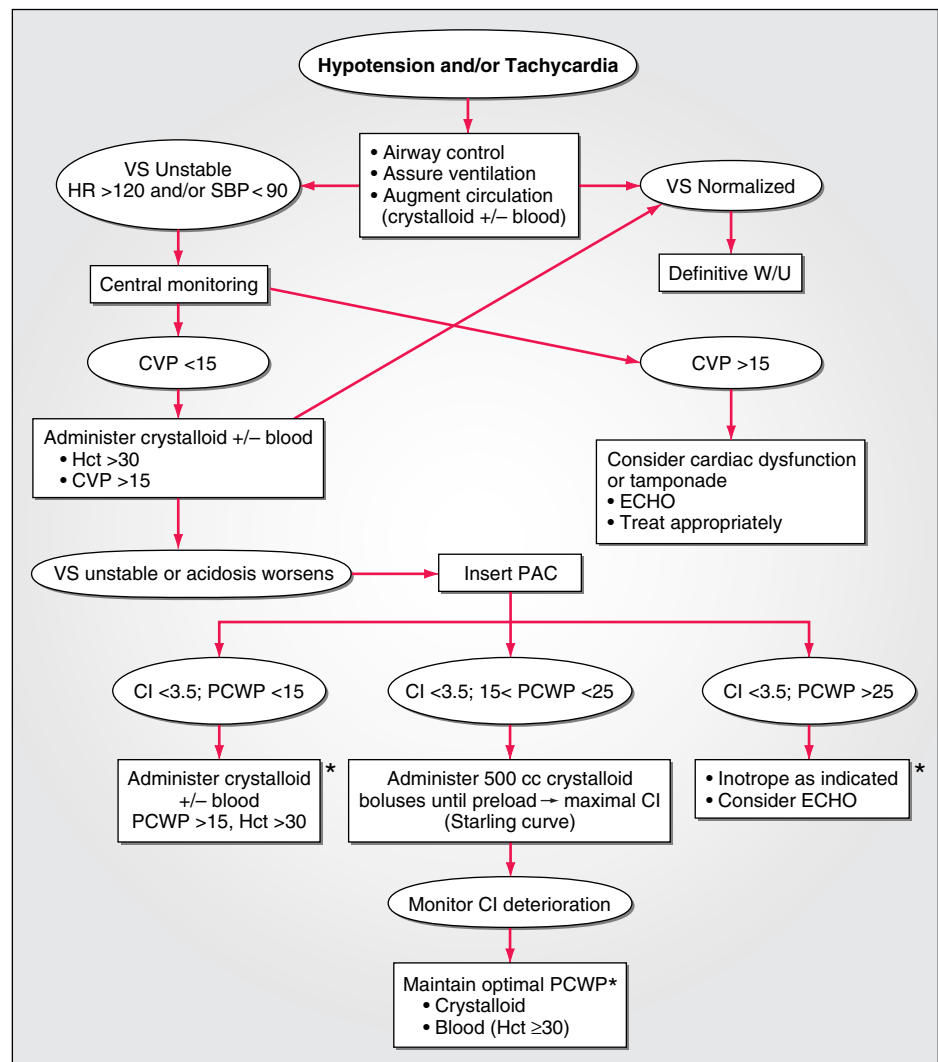 Hypotension and/or Tachycardia
• Airway control
• Assure ventilation
• Augment circulation
(crystalloid +/– blood)
VS Unstable
HR >120 and/or SBP< 90
VS Normalized
Central monitoring
Definitive W/U
CVP <15
CVP >15
Administer crystalloid +/– blood
• Hct >30
• CVP >15
Consider cardiac dysfunction
or tamponade
• ECHO
• Treat appropriately
VS unstable or acidosis worsens
Insert PAC
CI <3.5; PCWP <15
CI <3.5; 15< PCWP <25
CI <3.5; PCWP >25
Administer crystalloid
+/– blood
PCWP >15, Hct >30
*
Administer 500 cc crystalloid
boluses until preload → maximal CI
(Starling curve)
• Inotrope as indicated
• Consider ECHO
*
Monitor CI deterioration
Maintain optimal PCWP*
• Crystalloid
• Blood (Hct ≥30)